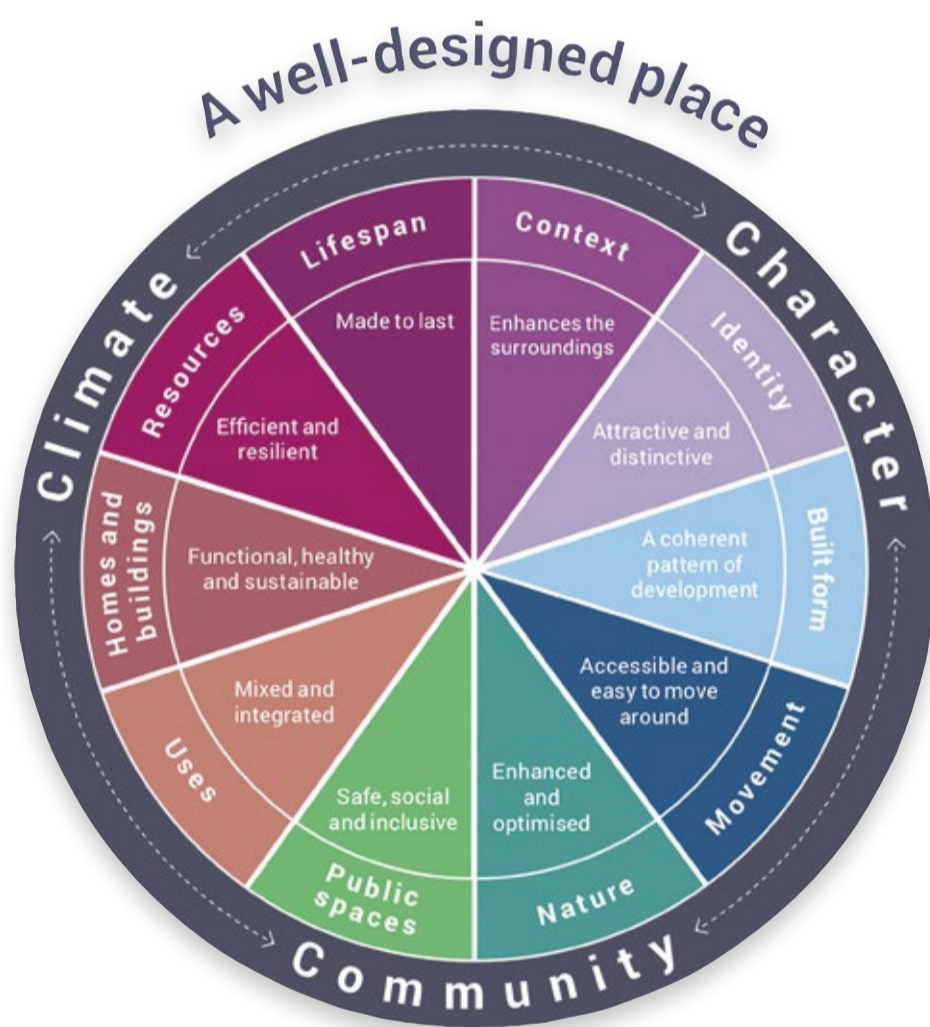 A well-designed place
Climate
Character
Community
Context
Enhances the
surroundings
Identity
Attractive and
distinctive
Built form
A coherent
pattern of
development
Movement
Accessible and
easy to move
around
Nature
Enhanced
and
optimised
Public
spaces
Safe, social
and inclusive
Uses
Mixed and
integrated
Homes and
buildings
Functional, healthy
and sustainable
Resources
Efficient and
resilient
Lifespan
Made to last